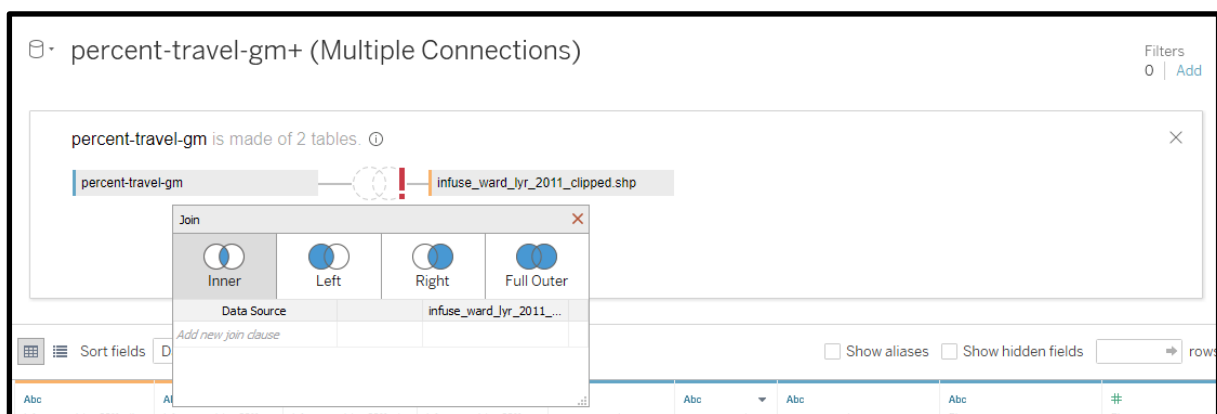 percent-travel-gm+ (Multiple Connections)
Filters
0 | Add
percent-travel-gm is made of 2 tables.
percent-travel-gm
infuse_ward_lyr_2011_clipped.shp
Join
Inner Left Right Full Outer
Data Source infuse_ward_lyr_2011_...
Add new join clause
Sort fields D Show aliases Show hidden fields rows
Abc Abc Abc Abc #